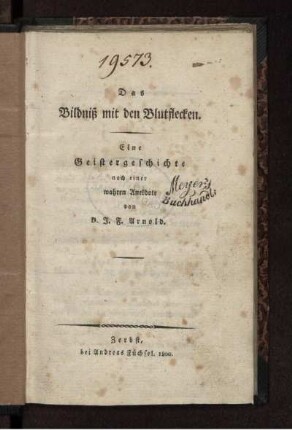 19573.
Das
Bildniß mit den Blutflecken.
Eine
Geistergeschichte
nach einer
wahren Anekdote
von
D. J. F. Arnold.
Meyers
Buchhandl.
Zerbst,
bei Andreas Füchsel. 1800.